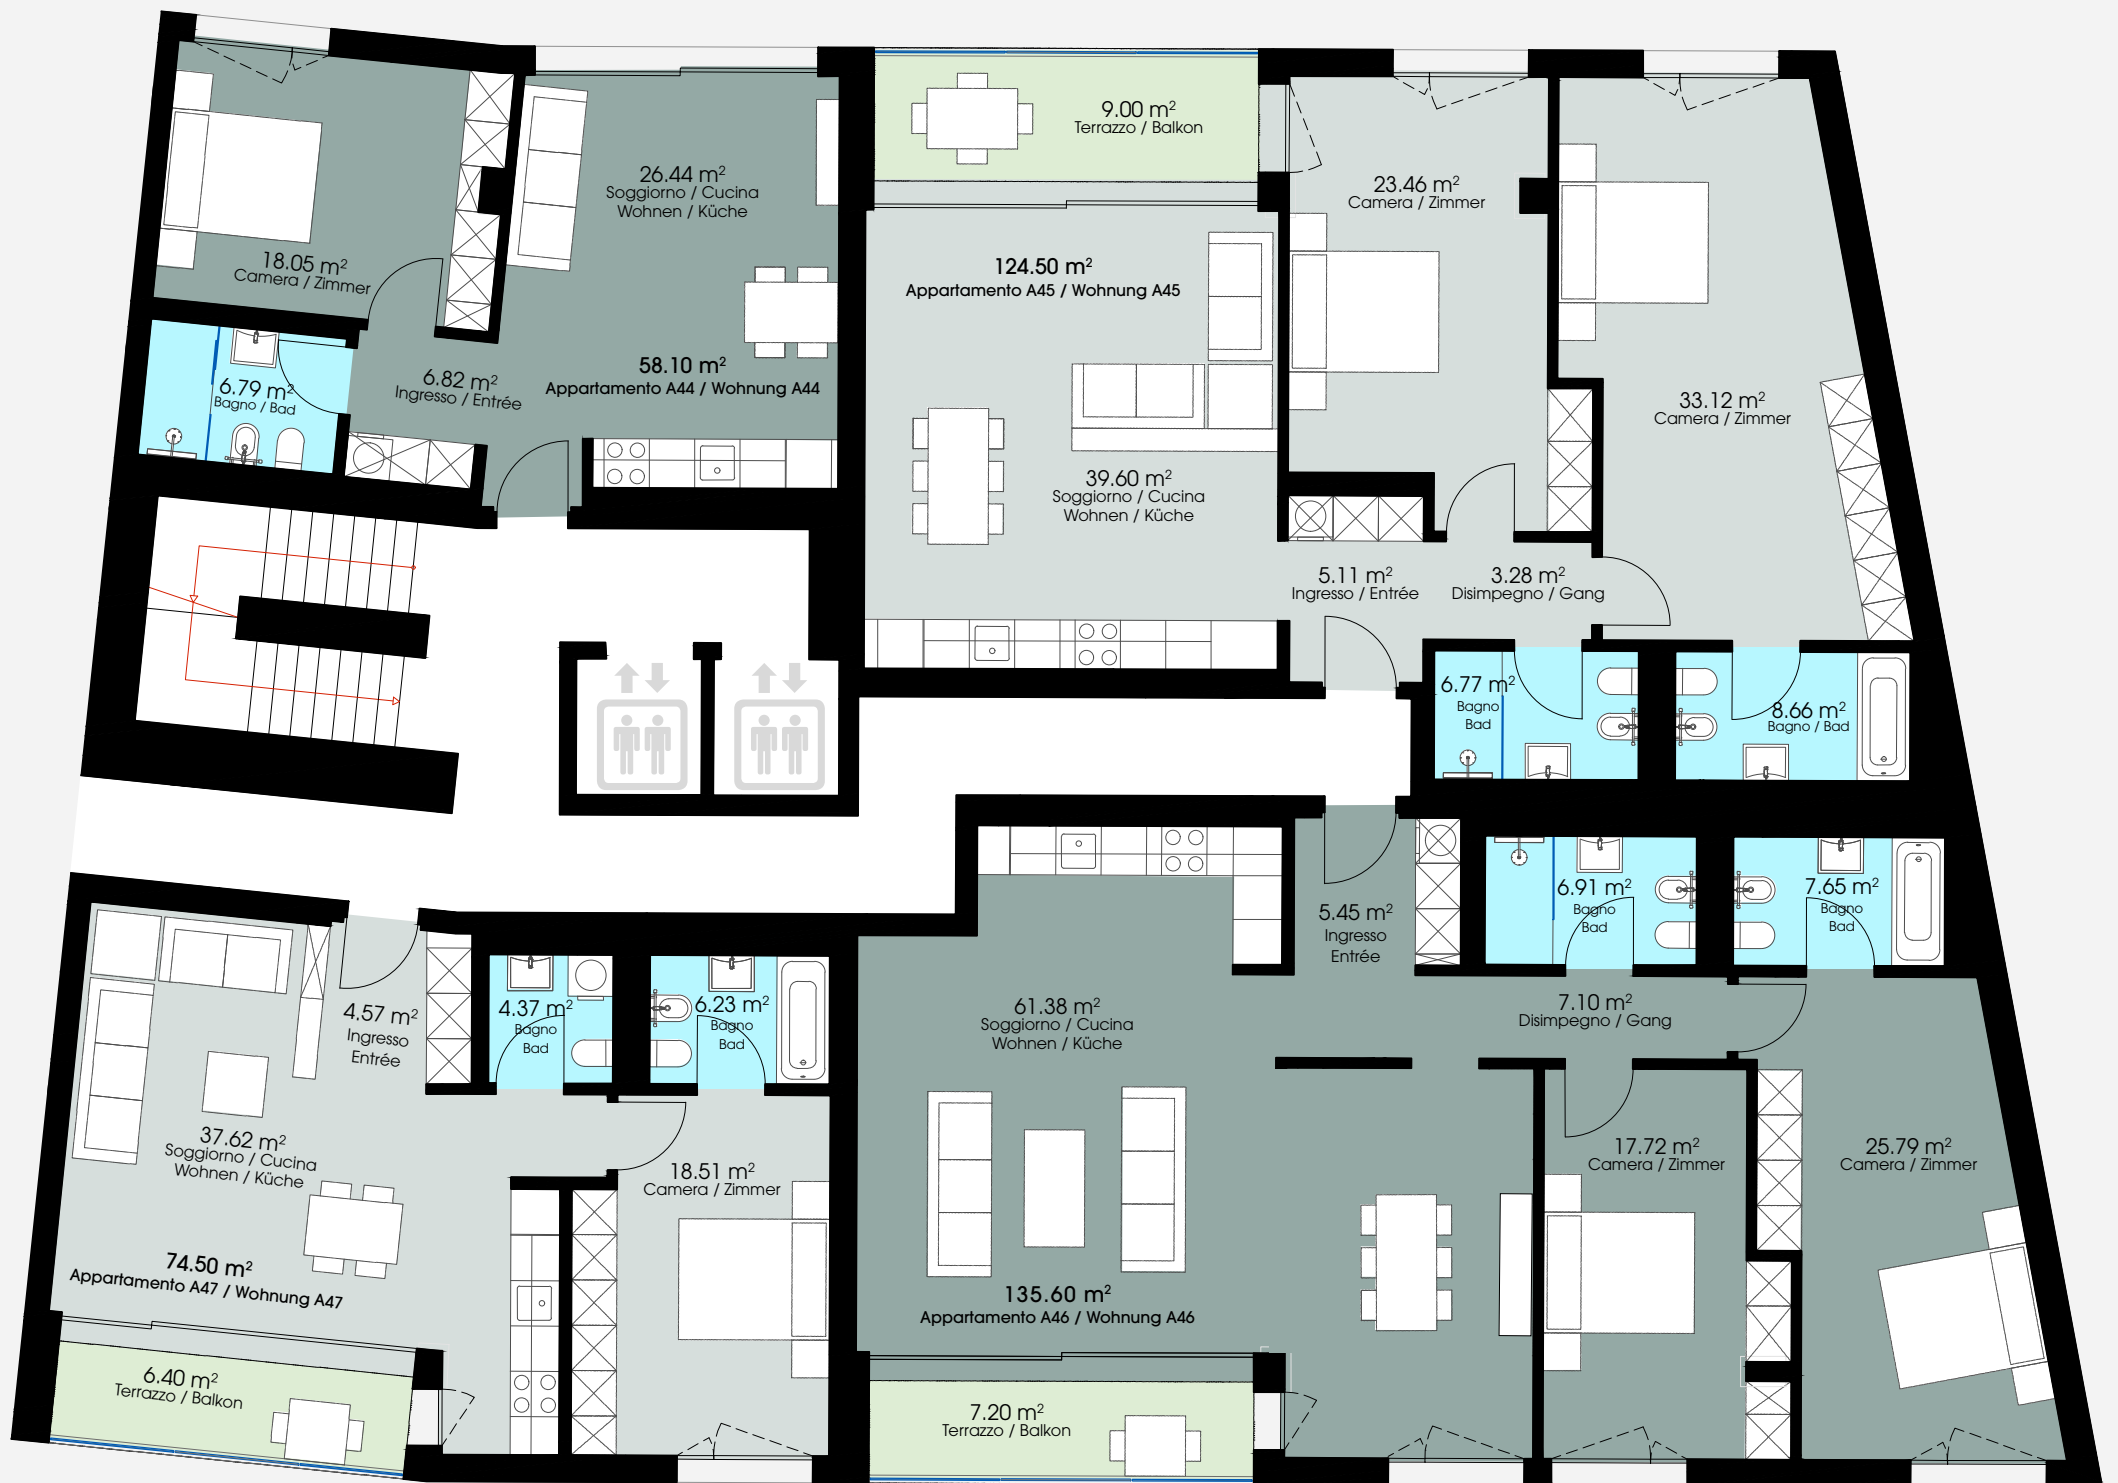 18.05 m²
Camera / Zimmer
26.44 m²
Soggiorno / Cucina
Wohnen / Küche
58.10 m²
Appartamento A44 / Wohnung A44
6.79 m²
Bagno / Bad
6.82 m²
Ingresso / Entrée
9.00 m²
Terrazzo / Balkon
124.50 m²
Appartamento A45 / Wohnung A45
39.60 m²
Soggiorno / Cucina
Wohnen / Küche
23.46 m²
Camera / Zimmer
33.12 m²
Camera / Zimmer
5.11 m²
Ingresso / Entrée
3.28 m²
Disimpegno / Gang
6.77 m²
Bagno
Bad
8.66 m²
Bagno / Bad
4.57 m²
Ingresso
Entrée
4.37 m²
Bagno
Bad
6.23 m²
Bagno
Bad
37.62 m²
Soggiorno / Cucina
Wohnen / Küche
18.51 m²
Camera / Zimmer
74.50 m²
Appartamento A47 / Wohnung A47
6.40 m²
Terrazzo / Balkon
5.45 m²
Ingresso
Entrée
6.91 m²
Bagno
Bad
7.65 m²
Bagno
Bad
61.38 m²
Soggiorno / Cucina
Wohnen / Küche
7.10 m²
Disimpegno / Gang
17.72 m²
Camera / Zimmer
25.79 m²
Camera / Zimmer
135.60 m²
Appartamento A46 / Wohnung A46
7.20 m²
Terrazzo / Balkon